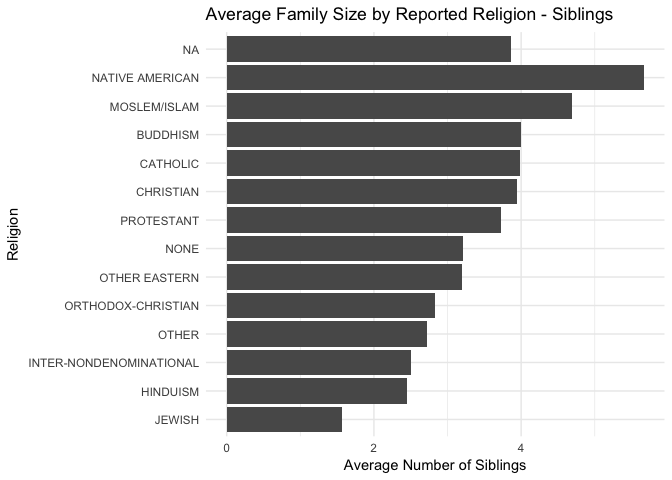 Average Family Size by Reported Religion - Siblings
Religion
NA
NATIVE AMERICAN
MOSLEM/ISLAM
BUDDHISM
CATHOLIC
CHRISTIAN
PROTESTANT
NONE
OTHER EASTERN
ORTHODOX-CHRISTIAN
OTHER
INTER-NONDENOMINATIONAL
HINDUISM
JEWISH
0 2 4
Average Number of Siblings